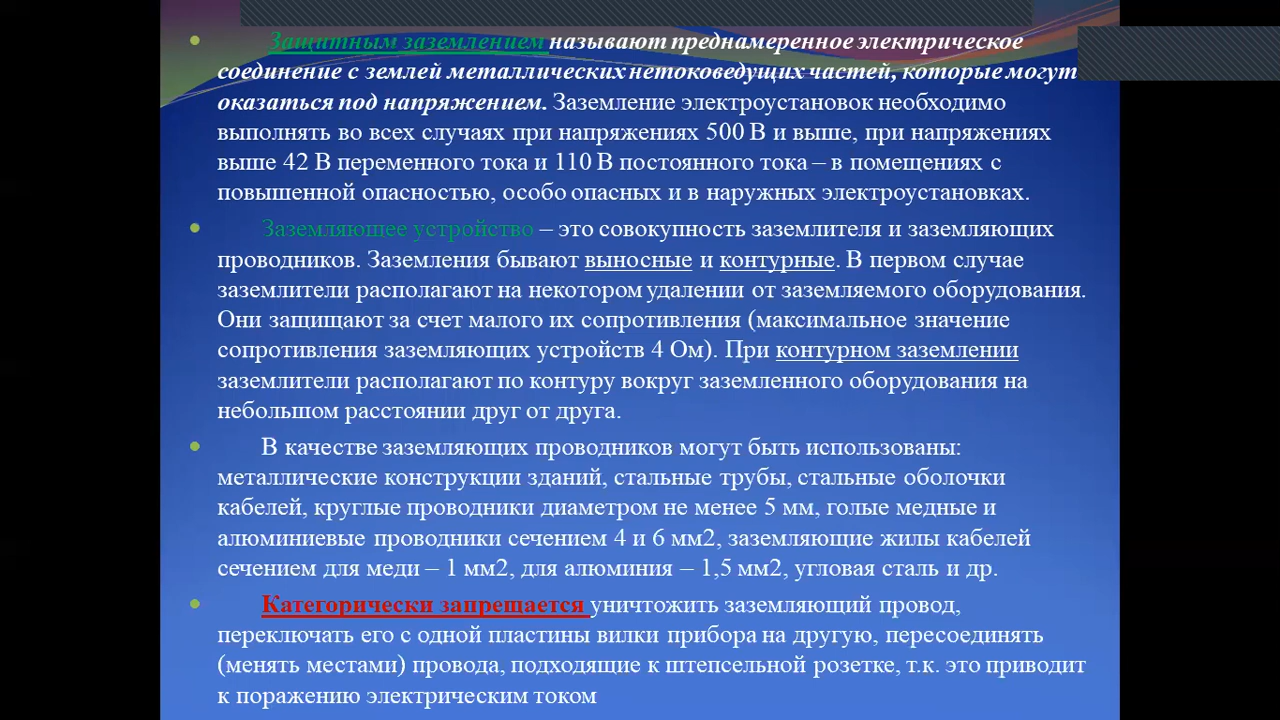 Защитным заземлением называют преднамеренное электрическое
соединение с землей металлических нетоковедущих частей, которые могут
оказаться под напряжением. Заземление электроустановок необходимо
выполнять во всех случаях при напряжениях 500 В и выше, при напряжениях
выше 42 В переменного тока и 110 В постоянного тока – в помещениях с
повышенной опасностью, особо опасных и в наружных электроустановках.
Заземляющее устройство – это совокупность заземлителя и заземляющих
проводников. Заземления бывают выносные и контурные. В первом случае
заземлители располагают на некотором удалении от заземляемого оборудования.
Они защищают за счет малого их сопротивления (максимальное значение
сопротивления заземляющих устройств 4 Ом). При контурном заземлении
заземлители располагают по контуру вокруг заземленного оборудования на
небольшом расстоянии друг от друга.
В качестве заземляющих проводников могут быть использованы:
металлические конструкции зданий, стальные трубы, стальные оболочки
кабелей, круглые проводники диаметром не менее 5 мм, голые медные и
алюминиевые проводники сечением 4 и 6 мм2, заземляющие жилы кабелей
сечением для меди – 1 мм2, для алюминия – 1,5 мм2, угловая сталь и др.
Категорически запрещается уничтожить заземляющий провод,
переключать его с одной пластины вилки прибора на другую, пересоединять
(менять местами) провода, подходящие к штепсельной розетке, т.к. это приводит
к поражению электрическим током